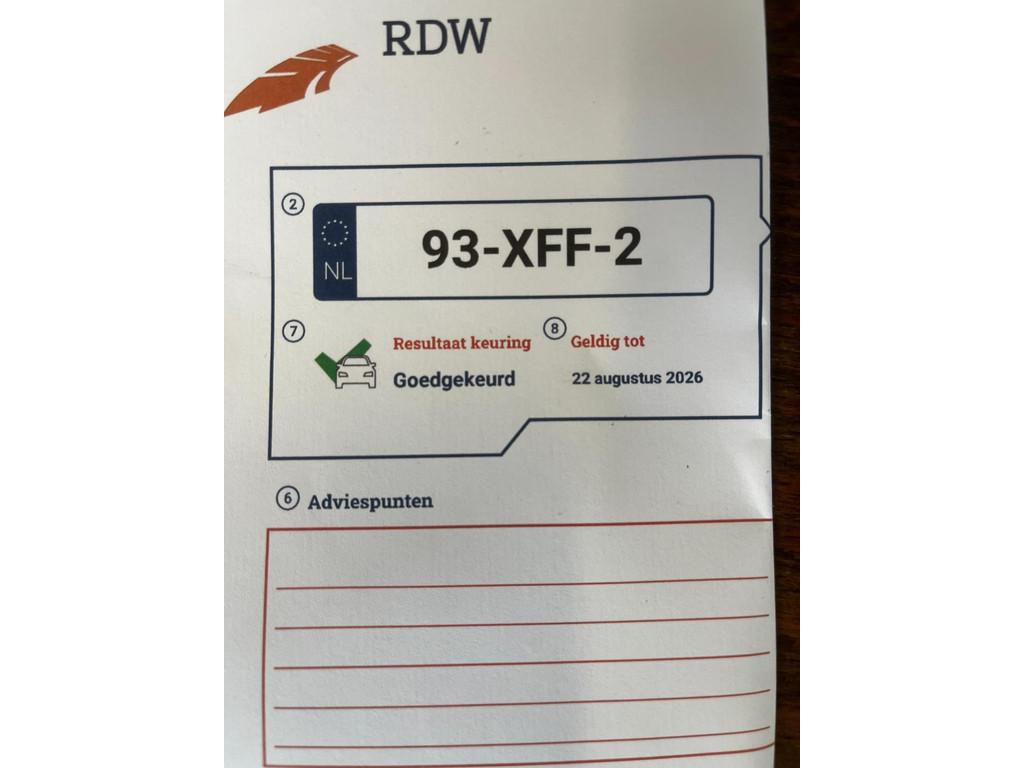 RDW
2
NL
93-XFF-2
7
Resultaat keuring
8
Geldig tot
Goedgekeurd
22 augustus 2026
6 Adviespunten